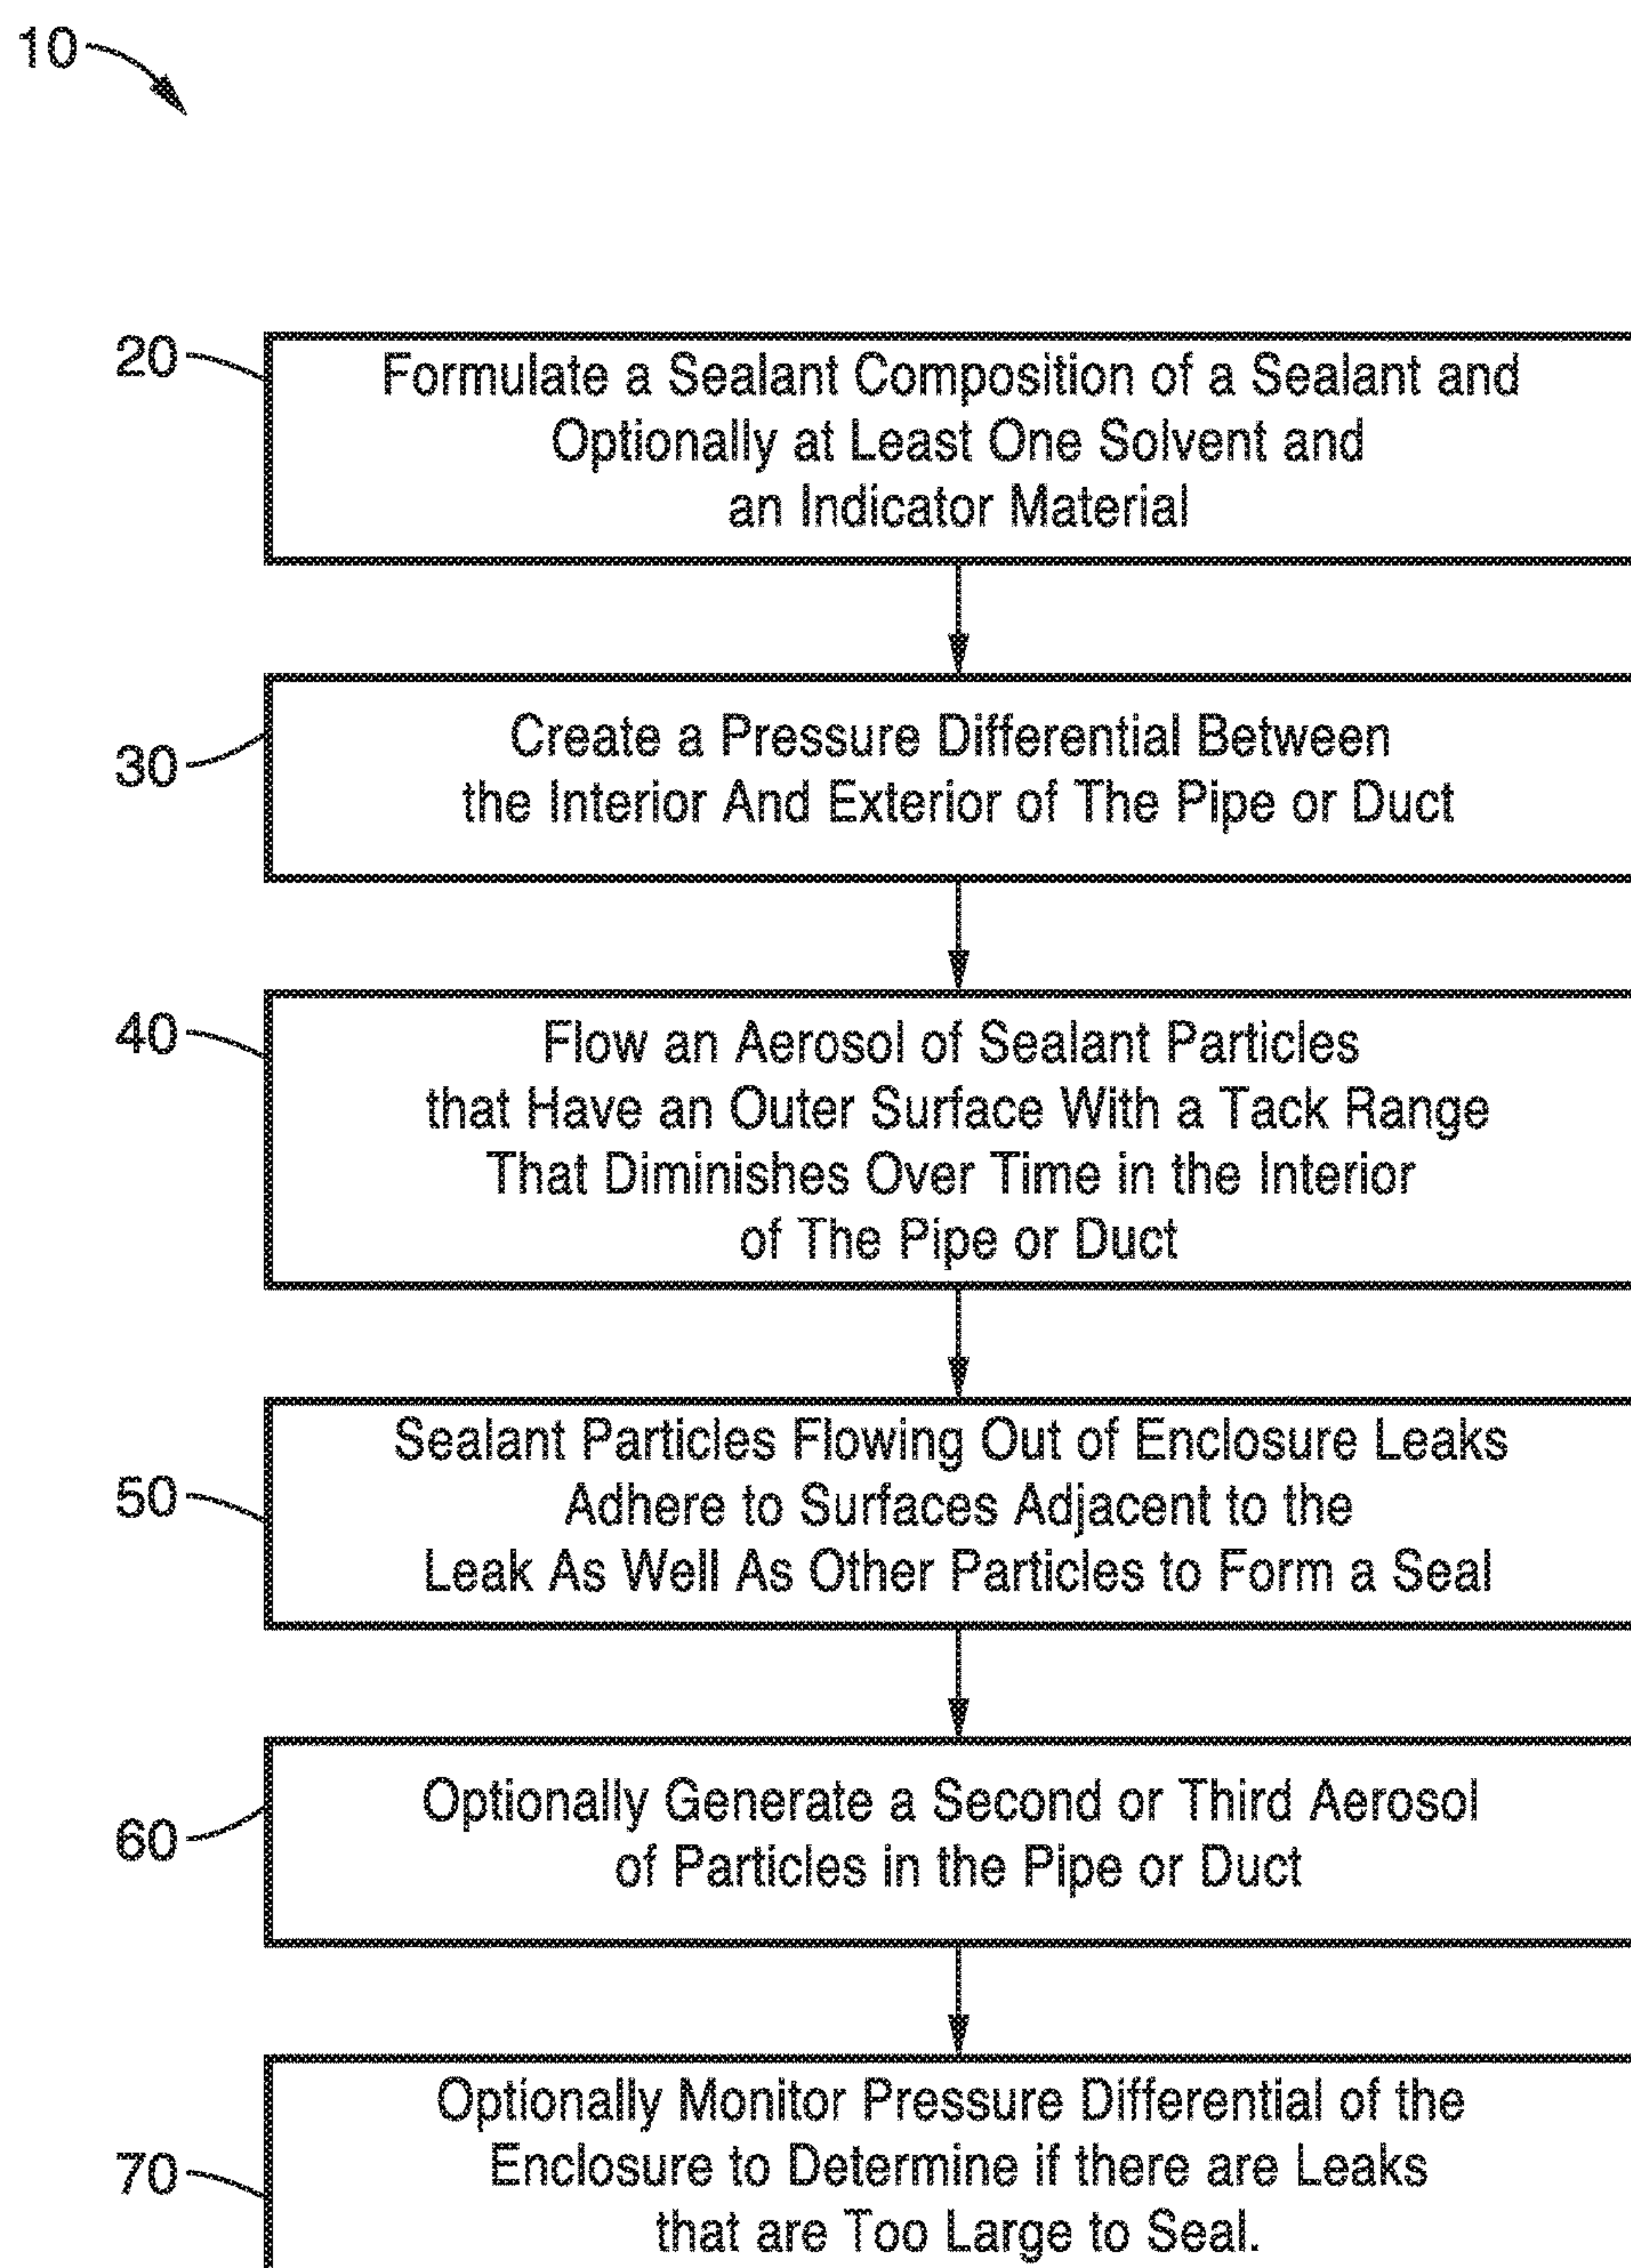 10
20
Formulate a Sealant Composition of a Sealant and
Optionally at Least One Solvent and
an Indicator Material
30
Create a Pressure Differential Between
the Interior And Exterior of The Pipe or Duct
40
Flow an Aerosol of Sealant Particles
that Have an Outer Surface With a Tack Range
That Diminishes Over Time in the Interior
of The Pipe or Duct
50
Sealant Particles Flowing Out of Enclosure Leaks
Adhere to Surfaces Adjacent to the
Leak As Well As Other Particles to Form a Seal
60
Optionally Generate a Second or Third Aerosol
of Particles in the Pipe or Duct
70
Optionally Monitor Pressure Differential of the
Enclosure to Determine if there are Leaks
that are Too Large to Seal.